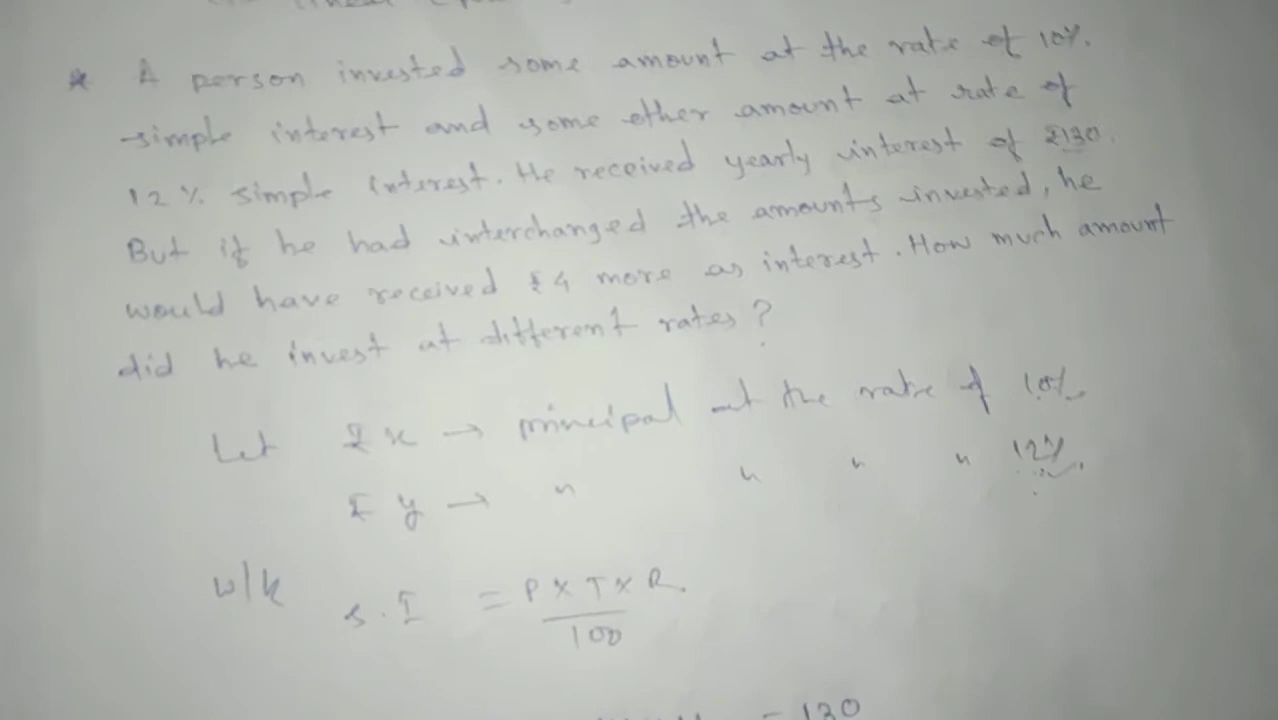 * A person invested some amount at the rate of 10%.
simple interest and some other amount at rate of
12% simple interest. He received yearly interest of ₹130.
But if he had interchanged the amounts invested, he
would have received ₹4 more as interest. How much amount
did he invest at different rates?
Let ₹ x → principal at the rate of 10%
₹ y → " " " " 12%
w/k S.I = P × T × R.
100
= 130